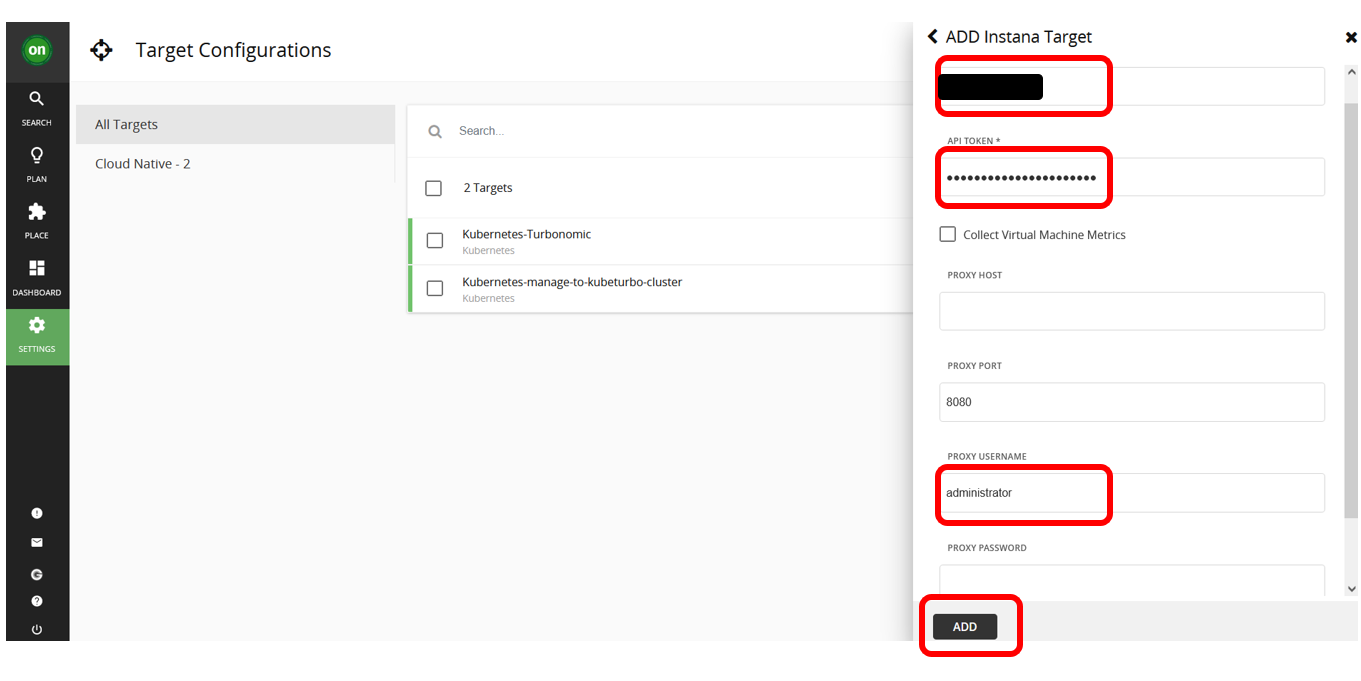 on
Target Configurations
SEARCH
PLAN
PLACE
DASHBOARD
SETTINGS
All Targets
Cloud Native - 2
Search...
2 Targets
Kubernetes-Turbonomic
Kubernetes
Kubernetes-manage-to-kubeturbo-cluster
Kubernetes
ADD Instana Target
API TOKEN *
••••••••••••••••••••••
Collect Virtual Machine Metrics
PROXY HOST
PROXY PORT
8080
PROXY USERNAME
administrator
PROXY PASSWORD
ADD